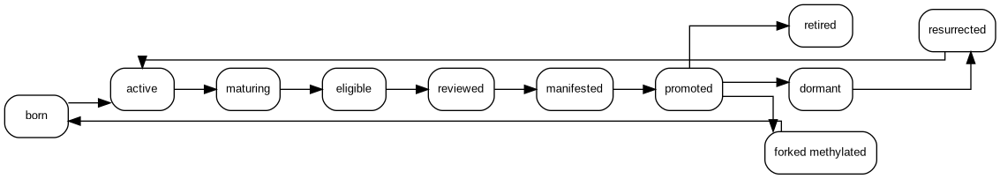 retired
resurrected
active
maturing
eligible
reviewed
manifested
promoted
dormant
born
forked methylated